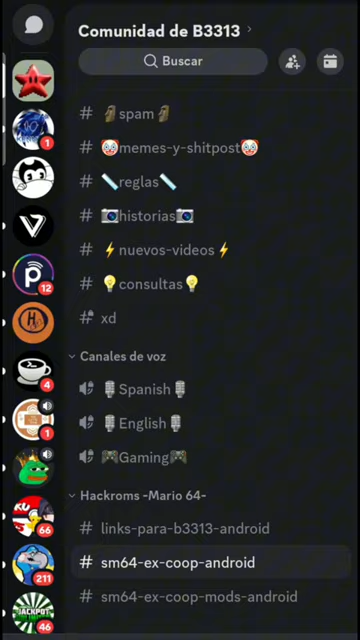 Comunidad de B3313
Buscar
# 🗿spam🗿
# 🤡memes-y-shitpost🤡
# 📏reglas📏
# 📷historias📷
# ⚡nuevos-videos⚡
# 💡consultas💡
# xd
Canales de voz
🎙Spanish🎙
🎙English🎙
🎮Gaming🎮
Hackroms -Mario 64-
# links-para-b3313-android
# sm64-ex-coop-android
# sm64-ex-coop-mods-android
1
12
4
1
66
211
JACKPOT
46